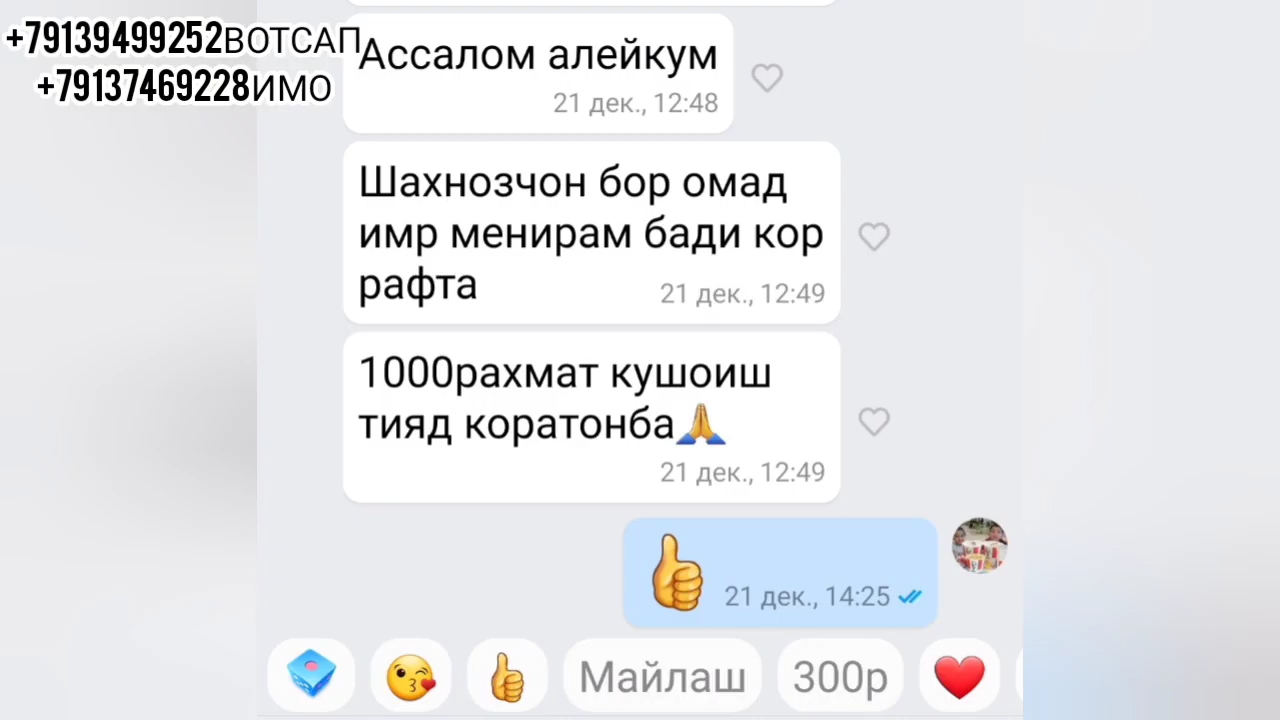 +79139499252ВОТСАП
+79137469228ИМО
Ассалом алейкум
21 дек., 12:48
Шахнозчон бор омад
имр менирам бади кор
рафта
21 дек., 12:49
1000рахмат кушоиш
тияд коратонба🙏
21 дек., 12:49
👍
21 дек., 14:25
😘 👍 Майлаш 300р ❤️